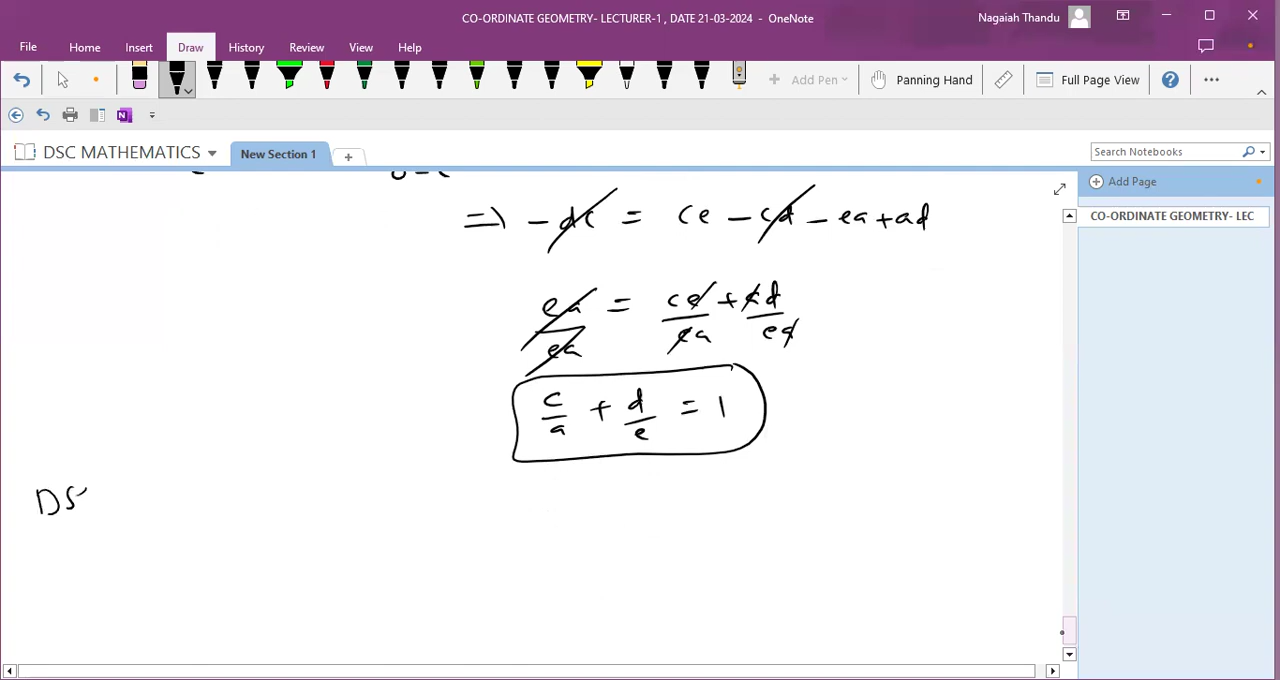 CO-ORDINATE GEOMETRY- LECTURER-1 , DATE 21-03-2024 - OneNote
Nagaiah Thandu
File Home Insert Draw History Review View Help
Add Pen Panning Hand Full Page View
DSC MATHEMATICS New Section 1
Search Notebooks
Add Page
CO-ORDINATE GEOMETRY- LEC
=> - dc = ce - cd - ea + ad
ea/ea = ce/ea + ad/ea
c/a + d/e = 1
DS